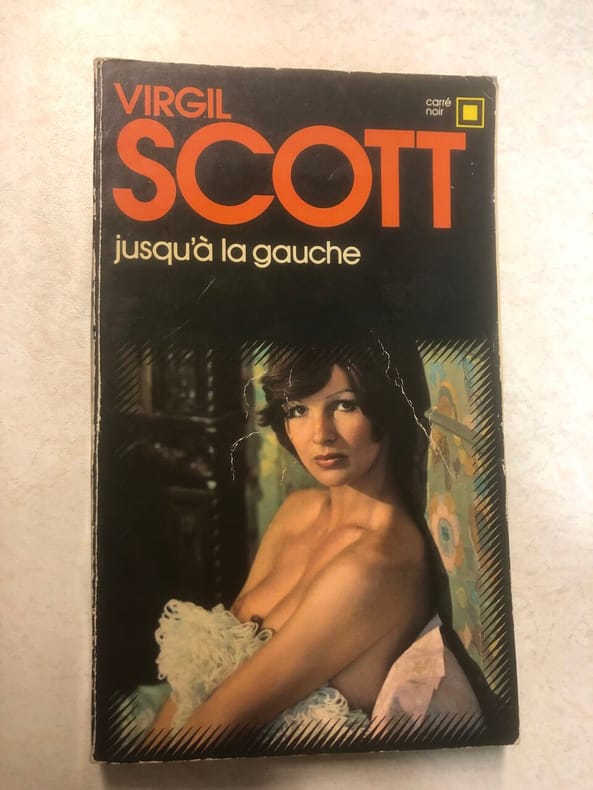 VIRGIL
carré
noir
SCOTT
jusqu'à la gauche